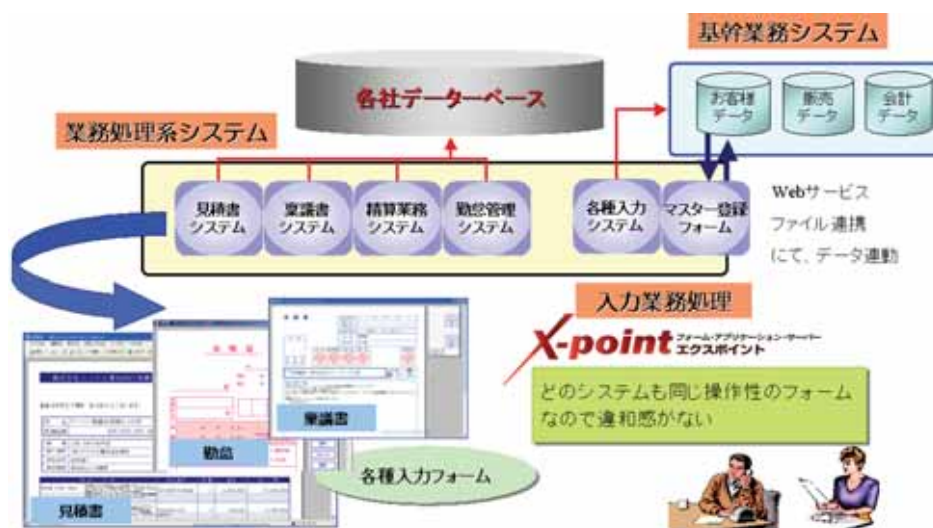 基幹業務システム
各社データーベース
お客様
データ
販売
データ
会計
データ
業務処理系システム
見積書
システム
稟議書
システム
精算業務
システム
勤怠管理
システム
各種入力
システム
マスター登録
フォーム
Webサービス
ファイル連携
にて、データ連動
入力業務処理
X-point
フォーム・アプリケーション・サーバー
エクスポイント
どのシステムも同じ操作性のフォーム
なので違和感がない
稟議書
勤怠
見積書
各種入力フォーム